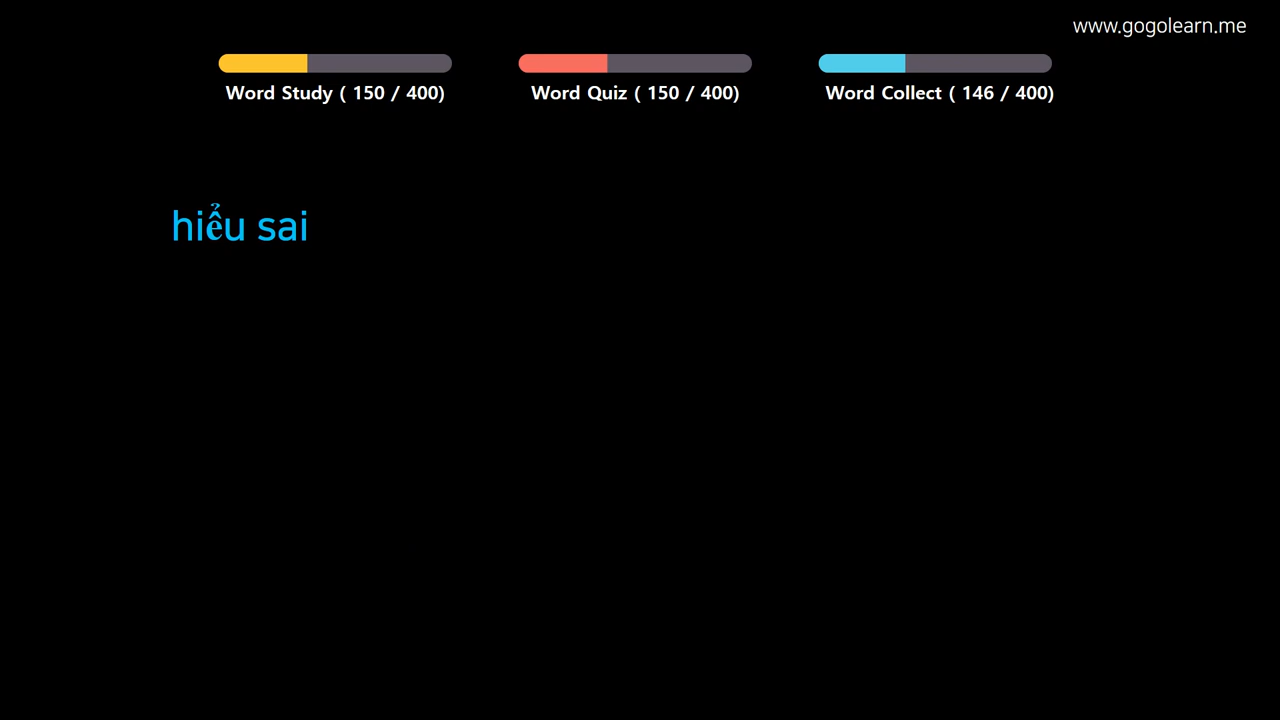 www.gogolearn.me
Word Study ( 150 / 400)
Word Quiz ( 150 / 400)
Word Collect ( 146 / 400)
hiểu sai